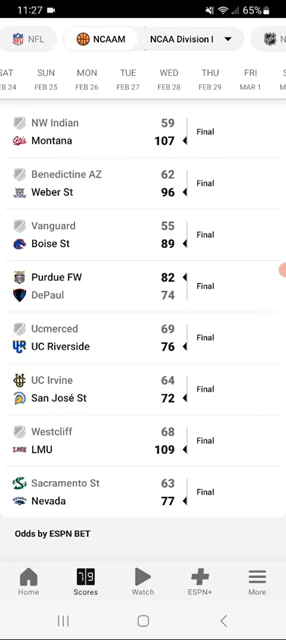 11:27 65%
NFL NCAAM NCAA Division I N
SAT SUN MON TUE WED THU FRI S
FEB 24 FEB 25 FEB 26 FEB 27 FEB 28 FEB 29 MAR 1 M
NW Indian 59
Montana 107
Final
Benedictine AZ 62
Weber St 96
Final
Vanguard 55
Boise St 89
Final
Purdue FW 82
DePaul 74
Final
Ucmerced 69
UC Riverside 76
Final
UC Irvine 64
San José St 72
Final
Westcliff 68
LMU 109
Final
Sacramento St 63
Nevada 77
Final
Odds by ESPN BET
Home Scores Watch ESPN+ More